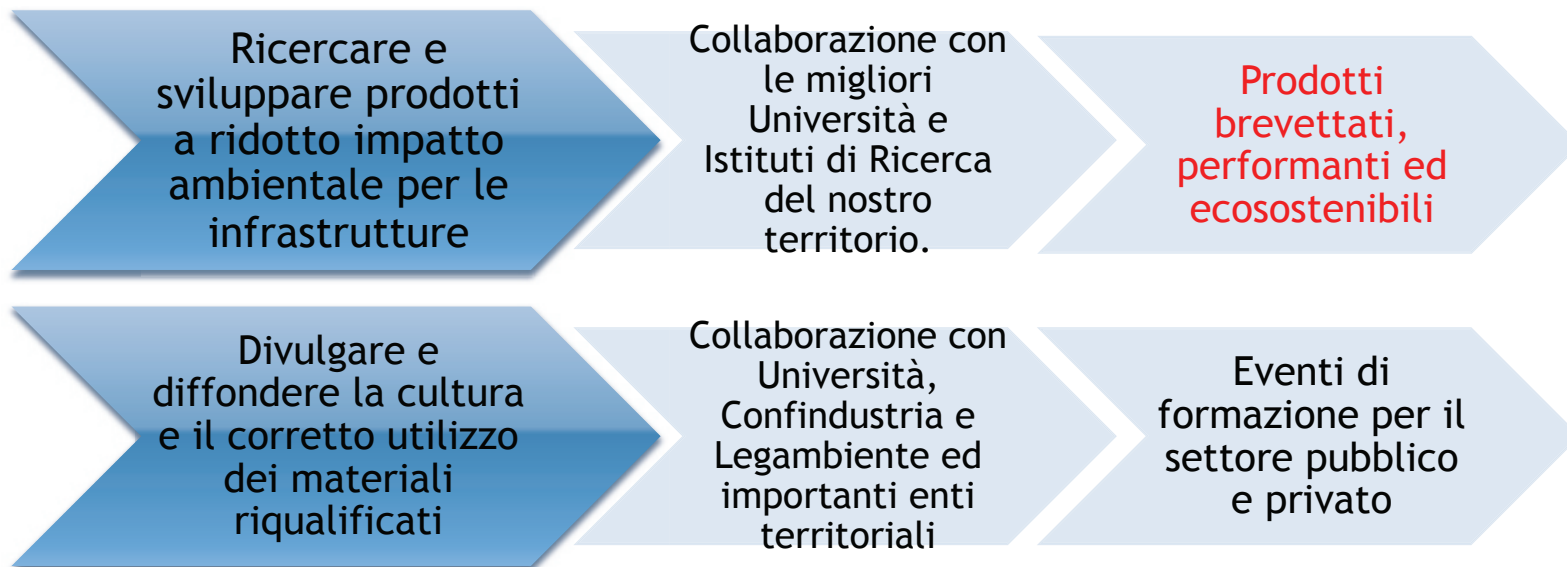 Ricercare e
sviluppare prodotti
a ridotto impatto
ambientale per le
infrastrutture
Collaborazione con
le migliori
Università e
Istituti di Ricerca
del nostro
territorio.
Prodotti
brevettati,
performanti ed
ecosostenibili
Divulgare e
diffondere la cultura
e il corretto utilizzo
dei materiali
riqualificati
Collaborazione con
Università,
Confindustria e
Legambiente ed
importanti enti
territoriali
Eventi di
formazione per il
settore pubblico
e privato